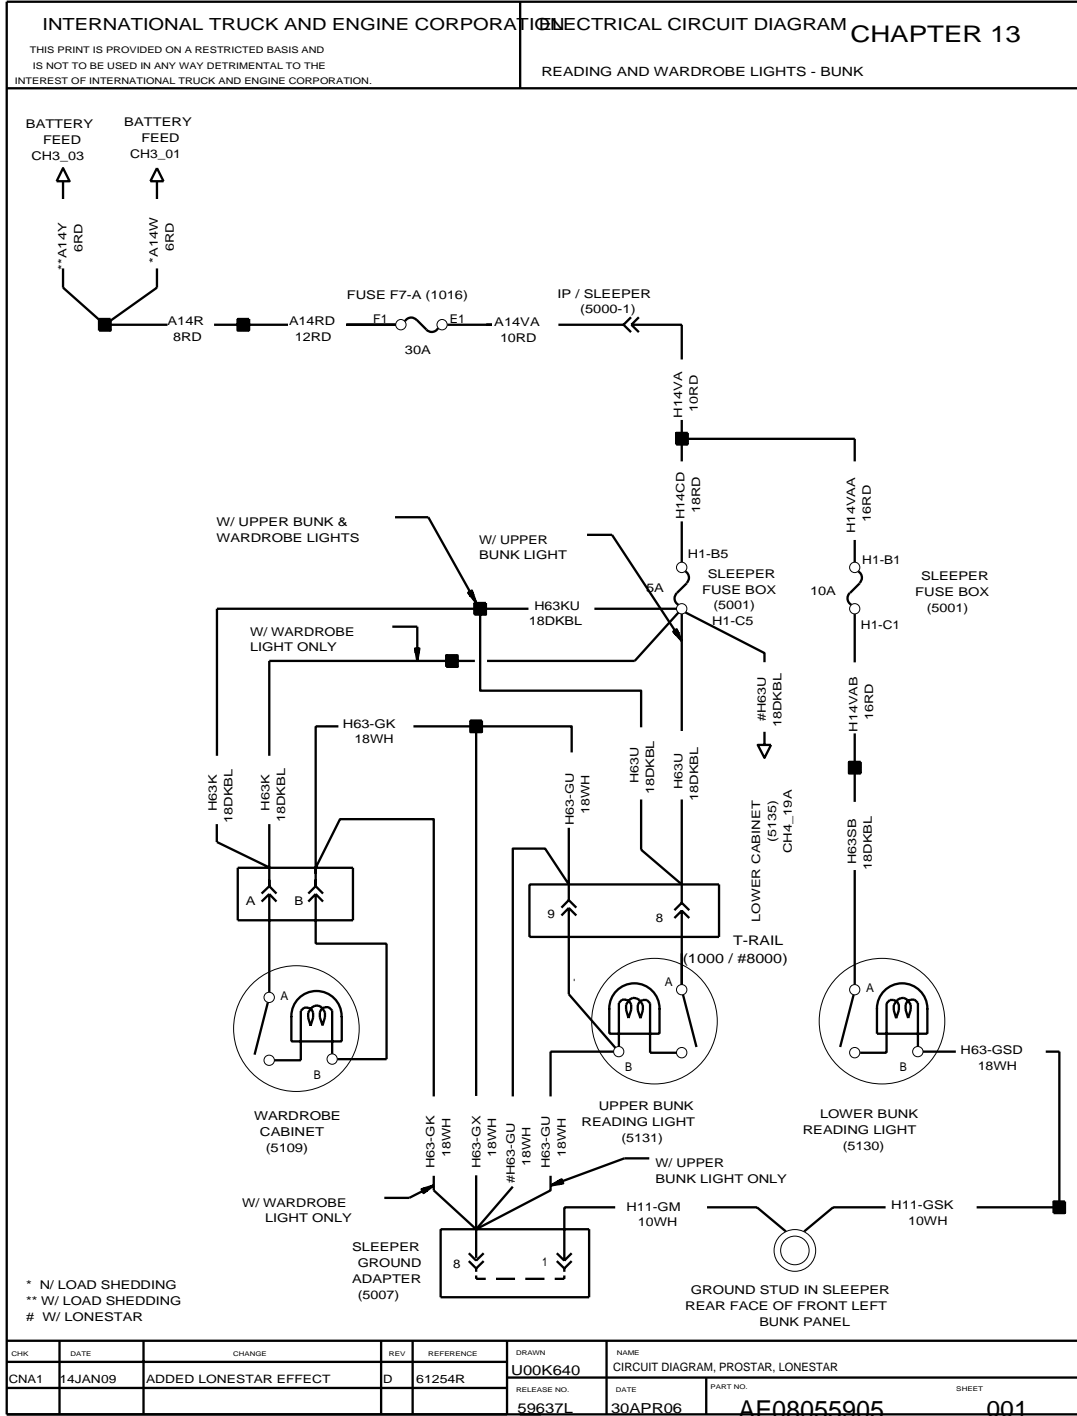 INTERNATIONAL TRUCK AND ENGINE CORPORATION
THIS PRINT IS PROVIDED ON A RESTRICTED BASIS AND
IS NOT TO BE USED IN ANY WAY DETRIMENTAL TO THE
INTEREST OF INTERNATIONAL TRUCK AND ENGINE CORPORATION.
ELECTRICAL CIRCUIT DIAGRAM
CHAPTER 13
READING AND WARDROBE LIGHTS - BUNK
BATTERY
FEED
CH3_03
BATTERY
FEED
CH3_01
**A14Y
6RD
*A14W
6RD
A14R
8RD
A14RD
12RD
FUSE F7-A (1016)
F1
E1
30A
A14VA
10RD
IP / SLEEPER
(5000-1)
H14VA
10RD
H14CD
18RD
H14VAA
16RD
W/ UPPER BUNK &
WARDROBE LIGHTS
W/ UPPER
BUNK LIGHT
H1-B5
5A
SLEEPER
FUSE BOX
(5001)
H1-C5
H1-B1
10A
SLEEPER
FUSE BOX
(5001)
H1-C1
H63KU
18DKBL
W/ WARDROBE
LIGHT ONLY
#H63U
18DKBL
H14VAB
16RD
H63-GK
18WH
H63K
18DKBL
H63K
18DKBL
H63-GU
18WH
H63U
18DKBL
H63U
18DKBL
LOWER CABINET
(5135)
CH4_19A
H63SB
18DKBL
A
B
9
8
T-RAIL
(1000 / #8000)
A
B
A
B
A
B
H63-GSD
18WH
WARDROBE
CABINET
(5109)
UPPER BUNK
READING LIGHT
(5131)
LOWER BUNK
READING LIGHT
(5130)
H63-GK
18WH
H63-GX
18WH
#H63-GU
18WH
H63-GU
18WH
W/ UPPER
BUNK LIGHT ONLY
W/ WARDROBE
LIGHT ONLY
H11-GM
10WH
H11-GSK
10WH
SLEEPER
GROUND
ADAPTER
(5007)
8
1
GROUND STUD IN SLEEPER
REAR FACE OF FRONT LEFT
BUNK PANEL
* N/ LOAD SHEDDING
** W/ LOAD SHEDDING
# W/ LONESTAR
CHK DATE CHANGE REV REFERENCE
CNA1 14JAN09 ADDED LONESTAR EFFECT D 61254R
DRAWN
U00K640
NAME
CIRCUIT DIAGRAM, PROSTAR, LONESTAR
RELEASE NO.
59637L
DATE
30APR06
PART NO.
AE08055905
SHEET
001